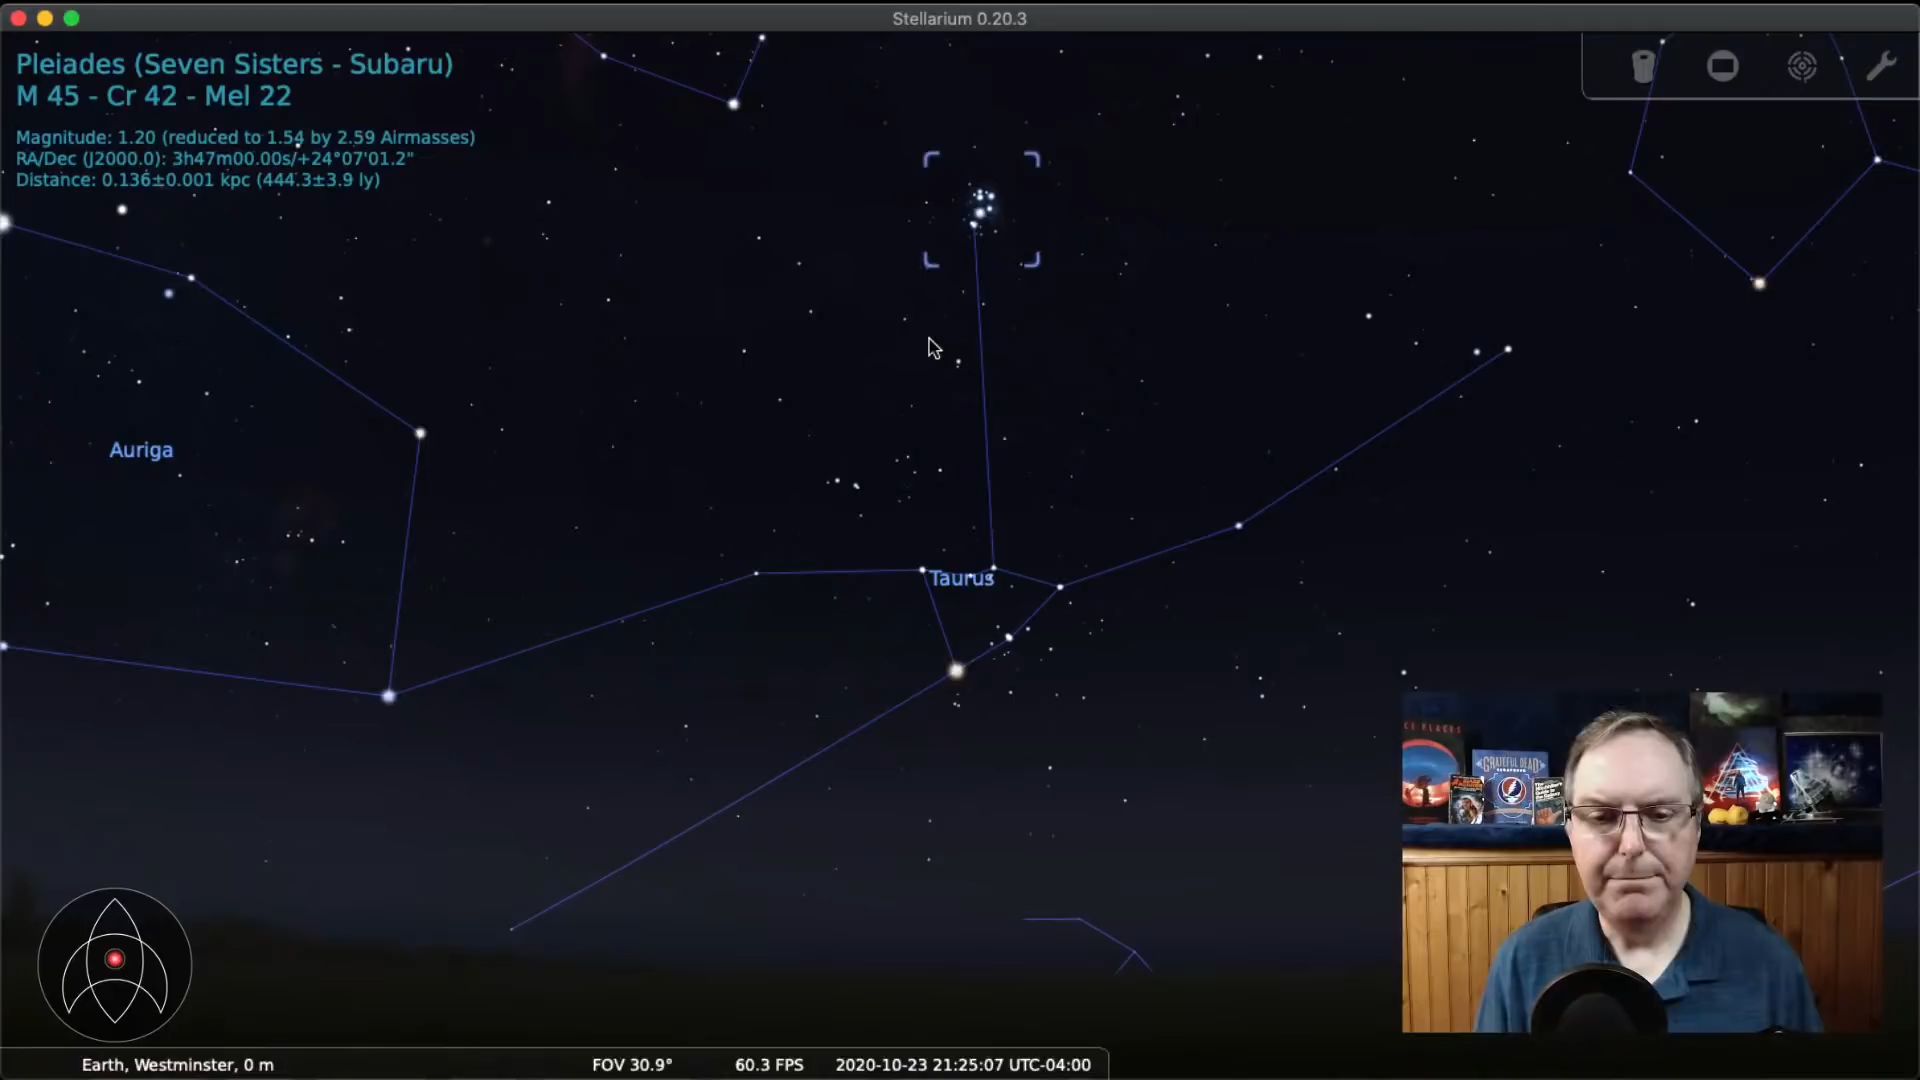 Stellarium 0.20.3
Pleiades (Seven Sisters - Subaru)
M 45 - Cr 42 - Mel 22
Magnitude: 1.20 (reduced to 1.54 by 2.59 Airmasses)
RA/Dec (J2000.0): 3h47m00.00s/+24°07'01.2"
Distance: 0.136±0.001 kpc (444.3±3.9 ly)
Auriga
Taurus
GRATEFUL DEAD
Earth, Westminster, 0 m
FOV 30.9°
60.3 FPS
2020-10-23 21:25:07 UTC-04:00